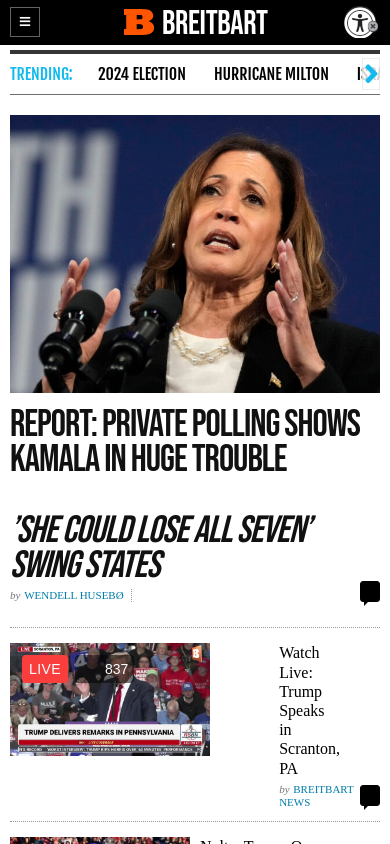 BREITBART
TRENDING:
2024 ELECTION
HURRICANE MILTON
REPORT: PRIVATE POLLING SHOWS
KAMALA IN HUGE TROUBLE
'SHE COULD LOSE ALL SEVEN'
SWING STATES
by WENDELL HUSEBØ
LIVE
837
TRUMP DELIVERS REMARKS IN PENNSYLVANIA
Watch
Live:
Trump
Speaks
in
Scranton,
PA
by BREITBART
NEWS